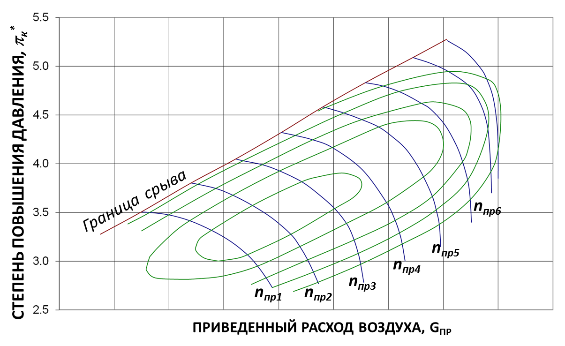 СТЕПЕНЬ ПОВЫШЕНИЯ ДАВЛЕНИЯ, πк*
5.5
5.0
4.5
4.0
3.5
3.0
2.5
Граница срыва
nпр1
nпр2
nпр3
nпр4
nпр5
nпр6
ПРИВЕДЕННЫЙ РАСХОД ВОЗДУХА, GПР